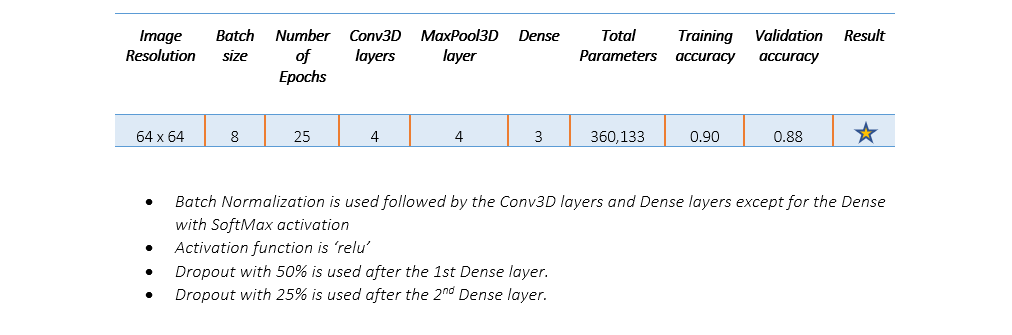 Image Resolution Batch size Number of Epochs Conv3D layers MaxPool3D layer Dense Total Parameters Training accuracy Validation accuracy Result
64 x 64 8 25 4 4 3 360,133 0.90 0.88
• Batch Normalization is used followed by the Conv3D layers and Dense layers except for the Dense
with SoftMax activation
• Activation function is ‘relu’
• Dropout with 50% is used after the 1st Dense layer.
• Dropout with 25% is used after the 2nd Dense layer.